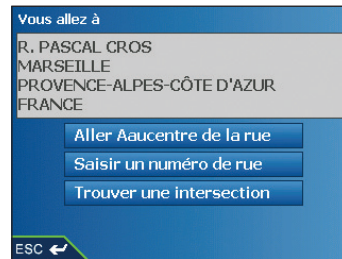 Vous allez à
R. PASCAL CROS
MARSEILLE
PROVENCE-ALPES-CÔTE D'AZUR
FRANCE
Aller Aaucentre de la rue
Saisir un numéro de rue
Trouver une intersection
ESC